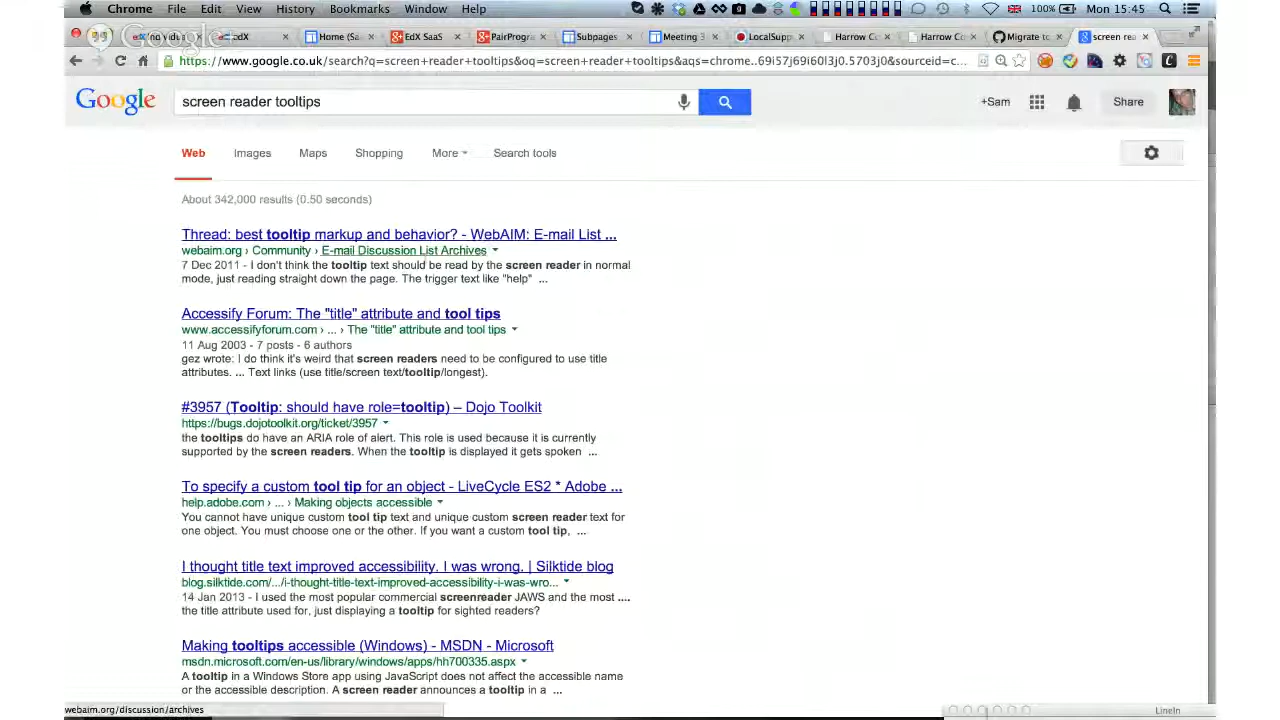 Chrome File Edit View History Bookmarks Window Help 100% Mon 15:45
Google
EdX Home (Sa EdX SaaS PairProgra Subpages Meeting 3 LocalSupp Harrow Co Harrow Co Migrate to screen rea
https://www.google.co.uk/search?q=screen+reader+tooltips&oq=screen+reader+tooltips&aqs=chrome..69i57j69i60l3j0.5703j0&sourceid=c...
Google screen reader tooltips +Sam Share
Web Images Maps Shopping More Search tools
About 342,000 results (0.50 seconds)
Thread: best tooltip markup and behavior? - WebAIM: E-mail List ...
webaim.org › Community › E-mail Discussion List Archives
7 Dec 2011 - I don't think the tooltip text should be read by the screen reader in normal
mode, just reading straight down the page. The trigger text like "help" ...
Accessify Forum: The "title" attribute and tool tips
www.accessifyforum.com › ... › The "title" attribute and tool tips
11 Aug 2003 - 7 posts - 6 authors
gez wrote: I do think it's weird that screen readers need to be configured to use title
attributes. ... Text links (use title/screen text/tooltip/longest).
#3957 (Tooltip: should have role=tooltip) – Dojo Toolkit
https://bugs.dojotoolkit.org/ticket/3957
the tooltips do have an ARIA role of alert. This role is used because it is currently
supported by the screen readers. When the tooltip is displayed it gets spoken ...
To specify a custom tool tip for an object - LiveCycle ES2 * Adobe ...
help.adobe.com › ... › Making objects accessible
You cannot have unique custom tool tip text and unique custom screen reader text for
one object. You must choose one or the other. If you want a custom tool tip, ...
I thought title text improved accessibility. I was wrong. | Silktide blog
blog.silktide.com/.../i-thought-title-text-improved-accessibility-i-was-wro...
14 Jan 2013 - I used the most popular commercial screenreader JAWS and the most ....
the title attribute used for, just displaying a tooltip for sighted readers?
Making tooltips accessible (Windows) - MSDN - Microsoft
msdn.microsoft.com/en-us/library/windows/apps/hh700335.aspx
A tooltip in a Windows Store app using JavaScript does not affect the accessible name
or the accessible description. A screen reader announces a tooltip in a ...
webaim.org/discussion/archives LineIn